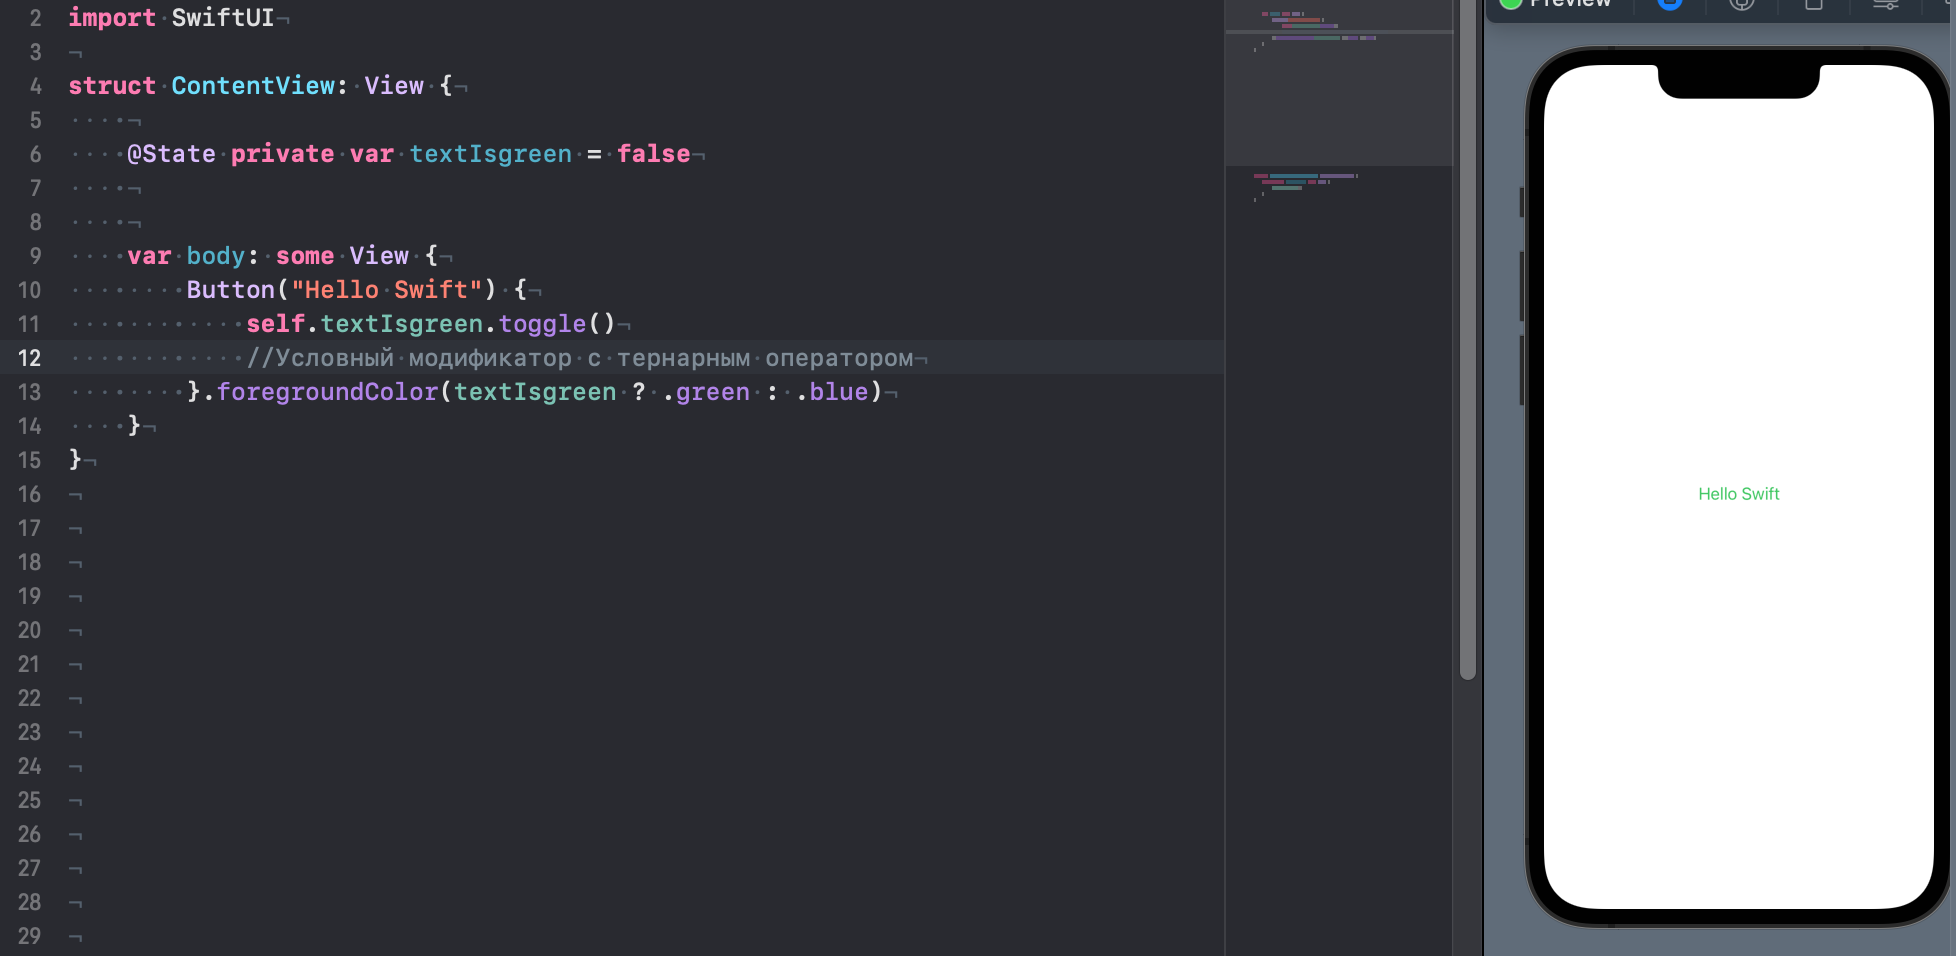 Preview
2 import SwiftUI
3
4 struct ContentView: View {
5
6 @State private var textIsgreen = false
7
8
9 var body: some View {
10 Button("Hello Swift") {
11 self.textIsgreen.toggle()
12 //Условный модификатор с тернарным оператором
13 }.foregroundColor(textIsgreen ? .green : .blue)
14 }
15 }
16
17
18
19
20
21
22
23
24
25
26
27
28
29
Hello Swift